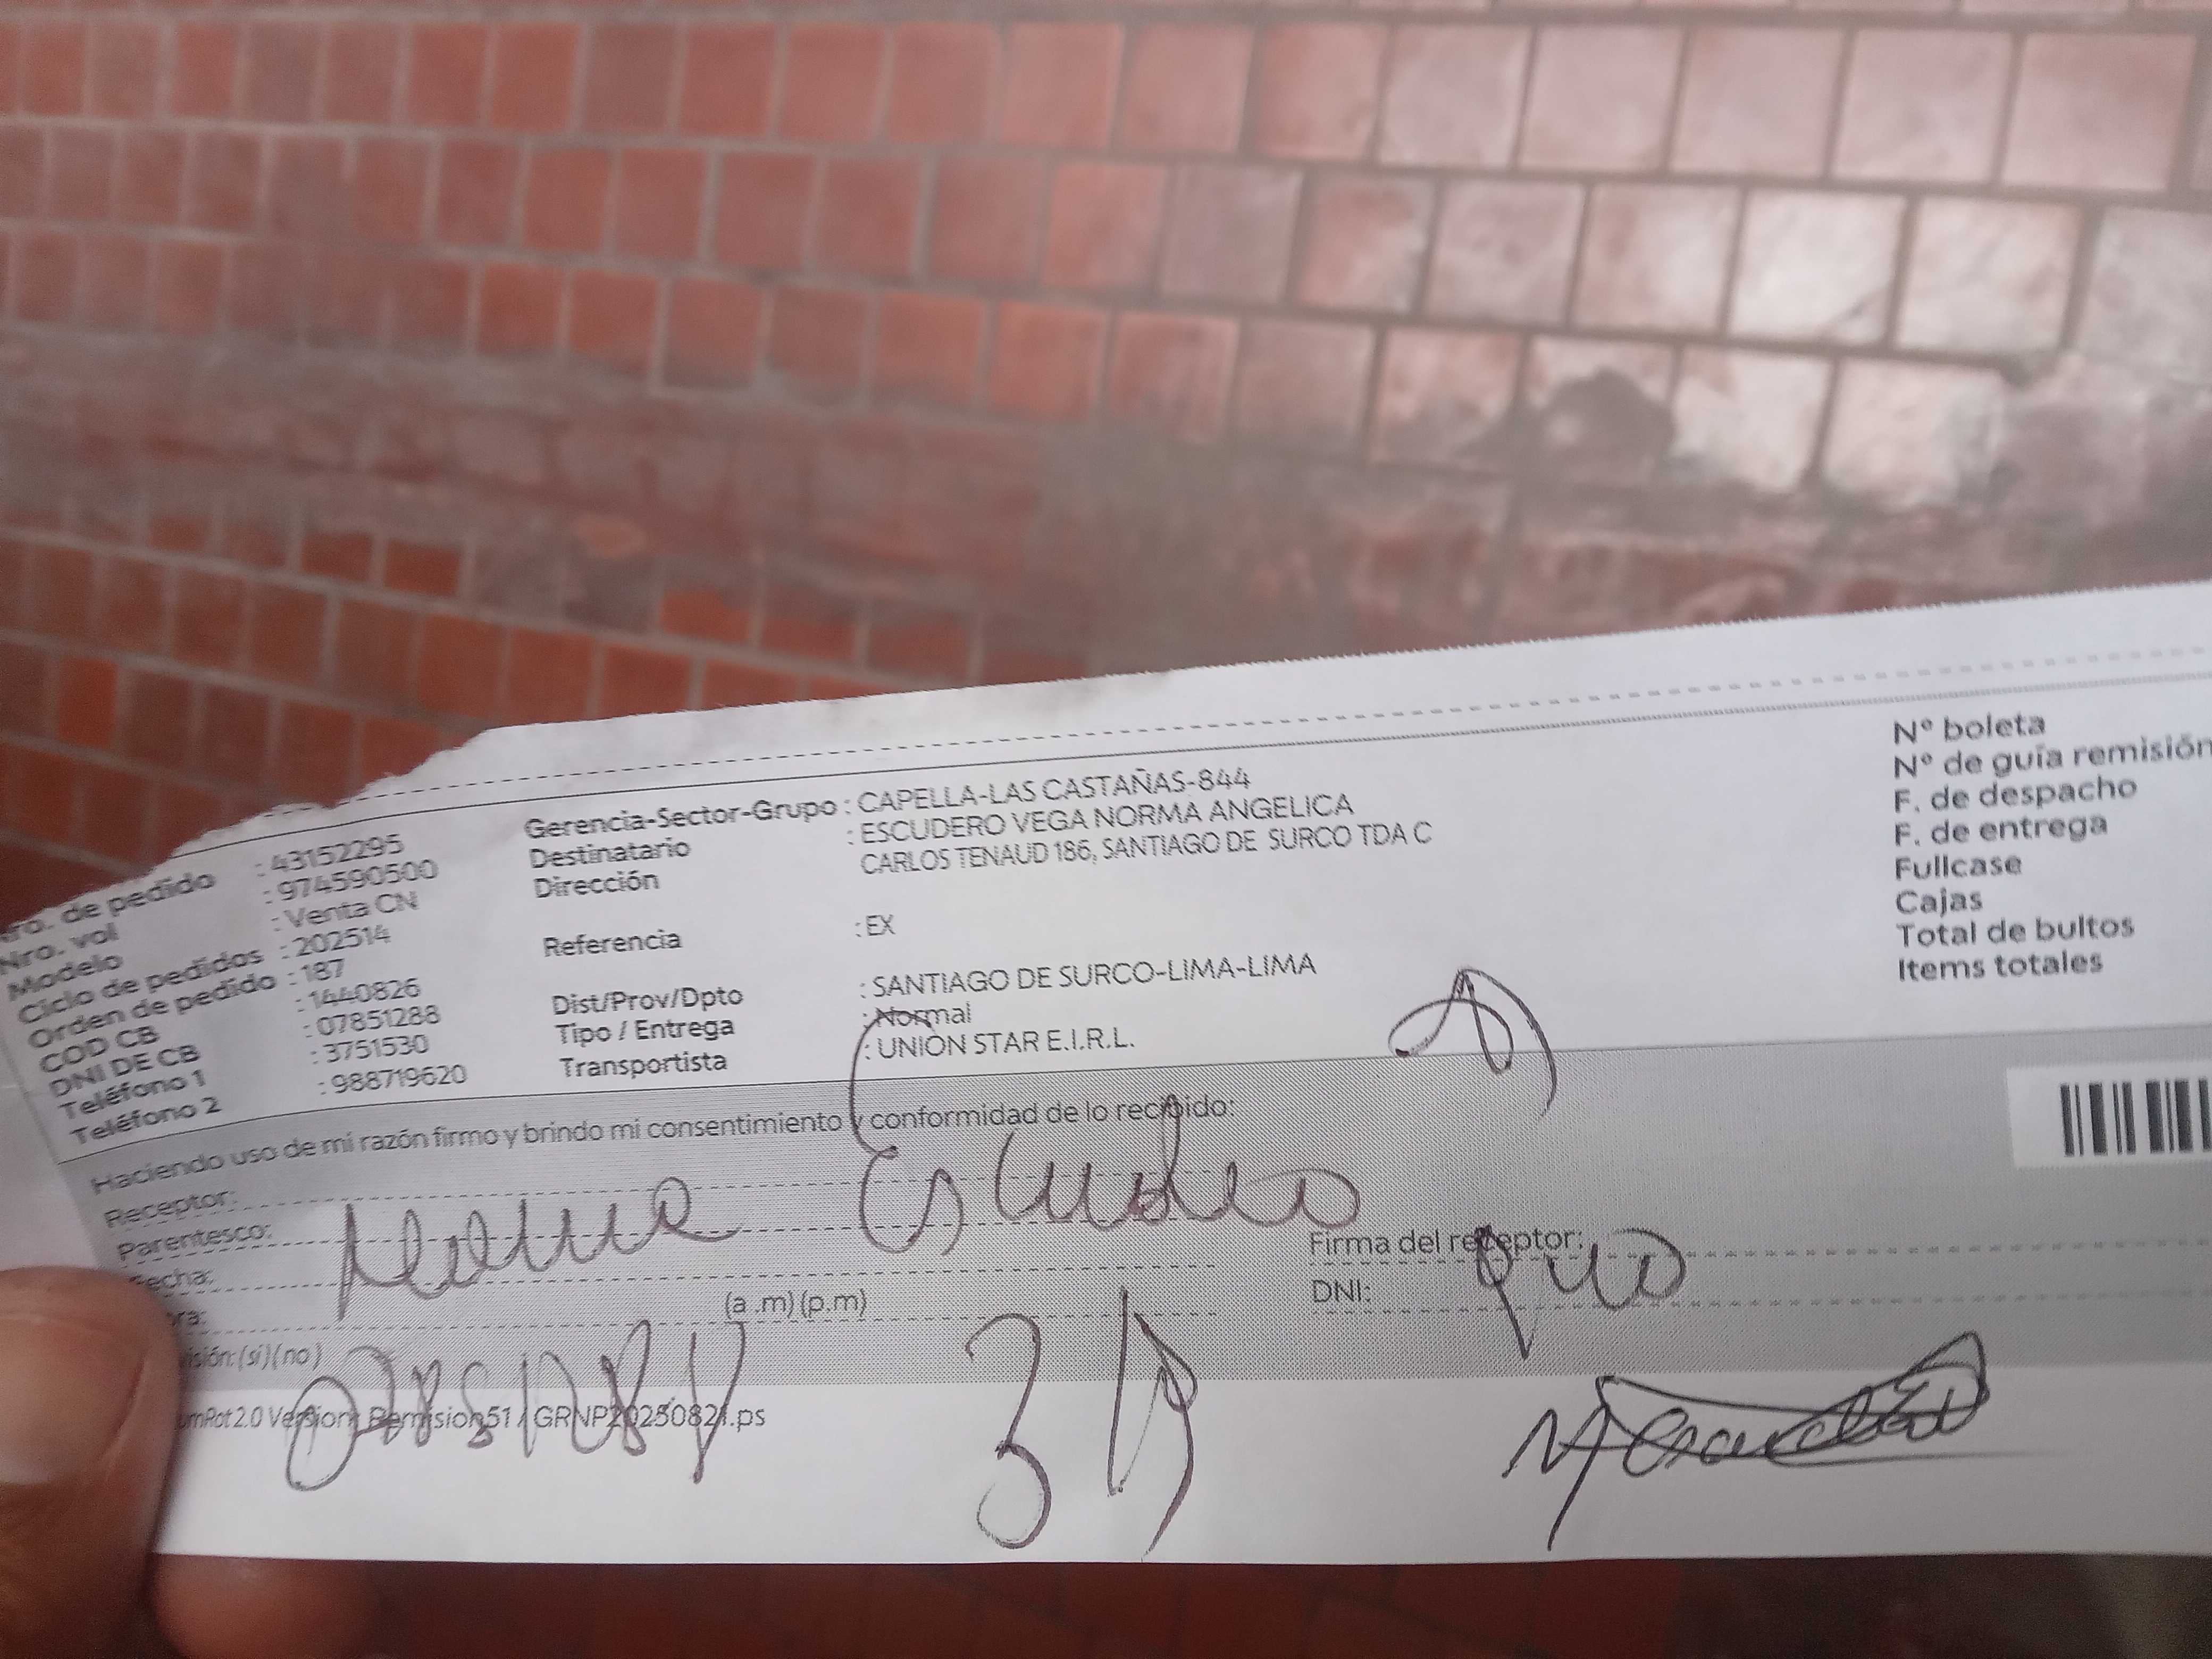 Nro. de pedido : 43152295
Nro. vol : 974590500
Modelo : Venta CN
Ciclo de pedidos : 202514
Orden de pedido : 187
COD CB : 1440826
DNI DE CB : 07851288
Teléfono 1 : 3751530
Teléfono 2 : 988719620
Gerencia-Sector-Grupo : CAPELLA-LAS CASTAÑAS-844
Destinatario : ESCUDERO VEGA NORMA ANGELICA
Dirección CARLOS TENAUD 186, SANTIAGO DE SURCO TDA C
Referencia : EX
Dist/Prov/Dpto : SANTIAGO DE SURCO-LIMA-LIMA
Tipo / Entrega : Normal
Transportista : UNION STAR E.I.R.L.
N° boleta
N° de guía remisión
F. de despacho
F. de entrega
Fullcase
Cajas
Total de bultos
Items totales
Haciendo uso de mi razón firmo y brindo mi consentimiento y conformidad de lo recibido:
Receptor:
Parentesco:
Fecha:
ora: (a .m) (p.m)
visión: (si) (no)
Firma del receptor:
DNI:
umRot2.0 Version: Remision51 / GRNP20250821.ps